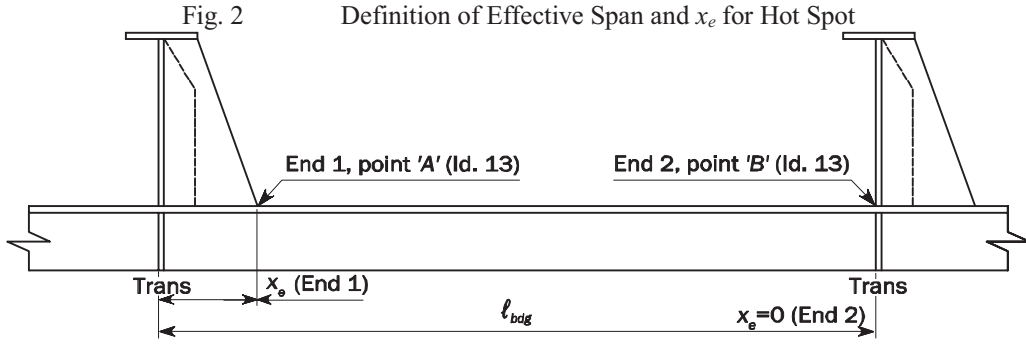 Fig. 2 Definition of Effective Span and xₑ for Hot Spot
End 1, point 'A' (Id. 13)
End 2, point 'B' (Id. 13)
Trans
xₑ (End 1)
Trans
ℓbdg
xₑ=0 (End 2)